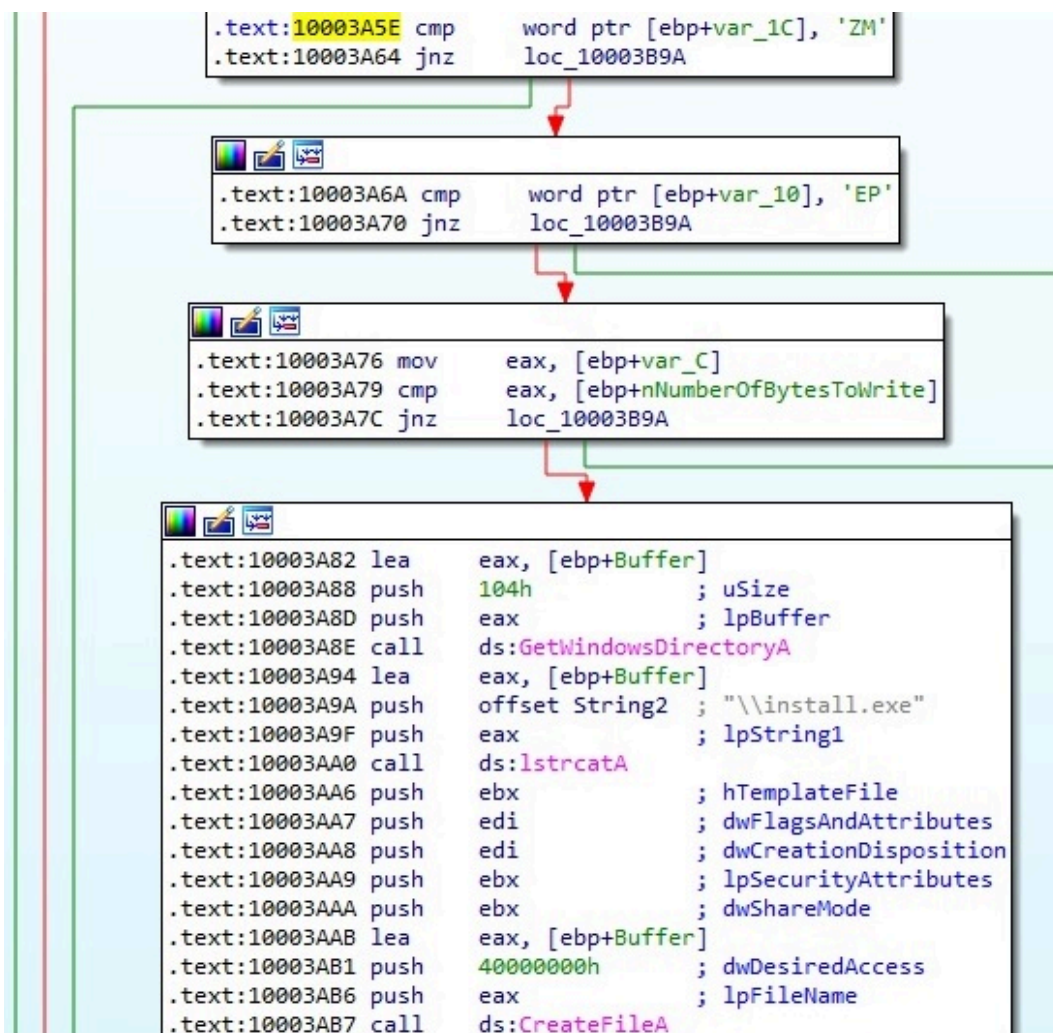 .text:10003A5E cmp word ptr [ebp+var_1C], 'ZM'
.text:10003A64 jnz loc_10003B9A
.text:10003A6A cmp word ptr [ebp+var_10], 'EP'
.text:10003A70 jnz loc_10003B9A
.text:10003A76 mov eax, [ebp+var_C]
.text:10003A79 cmp eax, [ebp+nNumberOfBytesToWrite]
.text:10003A7C jnz loc_10003B9A
.text:10003A82 lea eax, [ebp+Buffer]
.text:10003A88 push 104h ; uSize
.text:10003A8D push eax ; lpBuffer
.text:10003A8E call ds:GetWindowsDirectoryA
.text:10003A94 lea eax, [ebp+Buffer]
.text:10003A9A push offset String2 ; "\\install.exe"
.text:10003A9F push eax ; lpString1
.text:10003AA0 call ds:lstrcatA
.text:10003AA6 push ebx ; hTemplateFile
.text:10003AA7 push edi ; dwFlagsAndAttributes
.text:10003AA8 push edi ; dwCreationDisposition
.text:10003AA9 push ebx ; lpSecurityAttributes
.text:10003AAA push ebx ; dwShareMode
.text:10003AAB lea eax, [ebp+Buffer]
.text:10003AB1 push 40000000h ; dwDesiredAccess
.text:10003AB6 push eax ; lpFileName
.text:10003AB7 call ds:CreateFileA